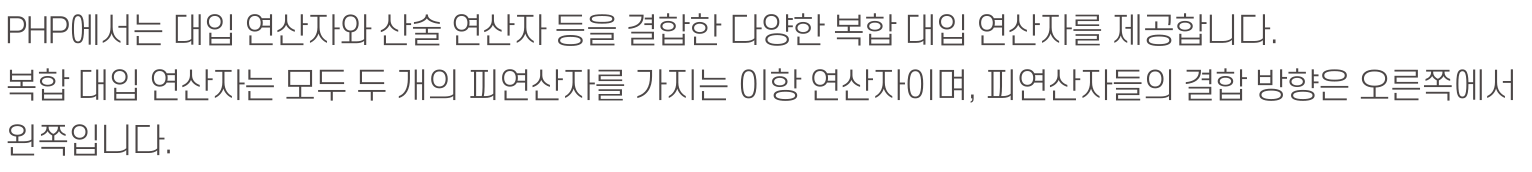 PHP에서는 대입 연산자와 산술 연산자 등을 결합한 다양한 복합 대입 연산자를 제공합니다.
복합 대입 연산자는 모두 두 개의 피연산자를 가지는 이항 연산자이며, 피연산자들의 결합 방향은 오른쪽에서
왼쪽입니다.